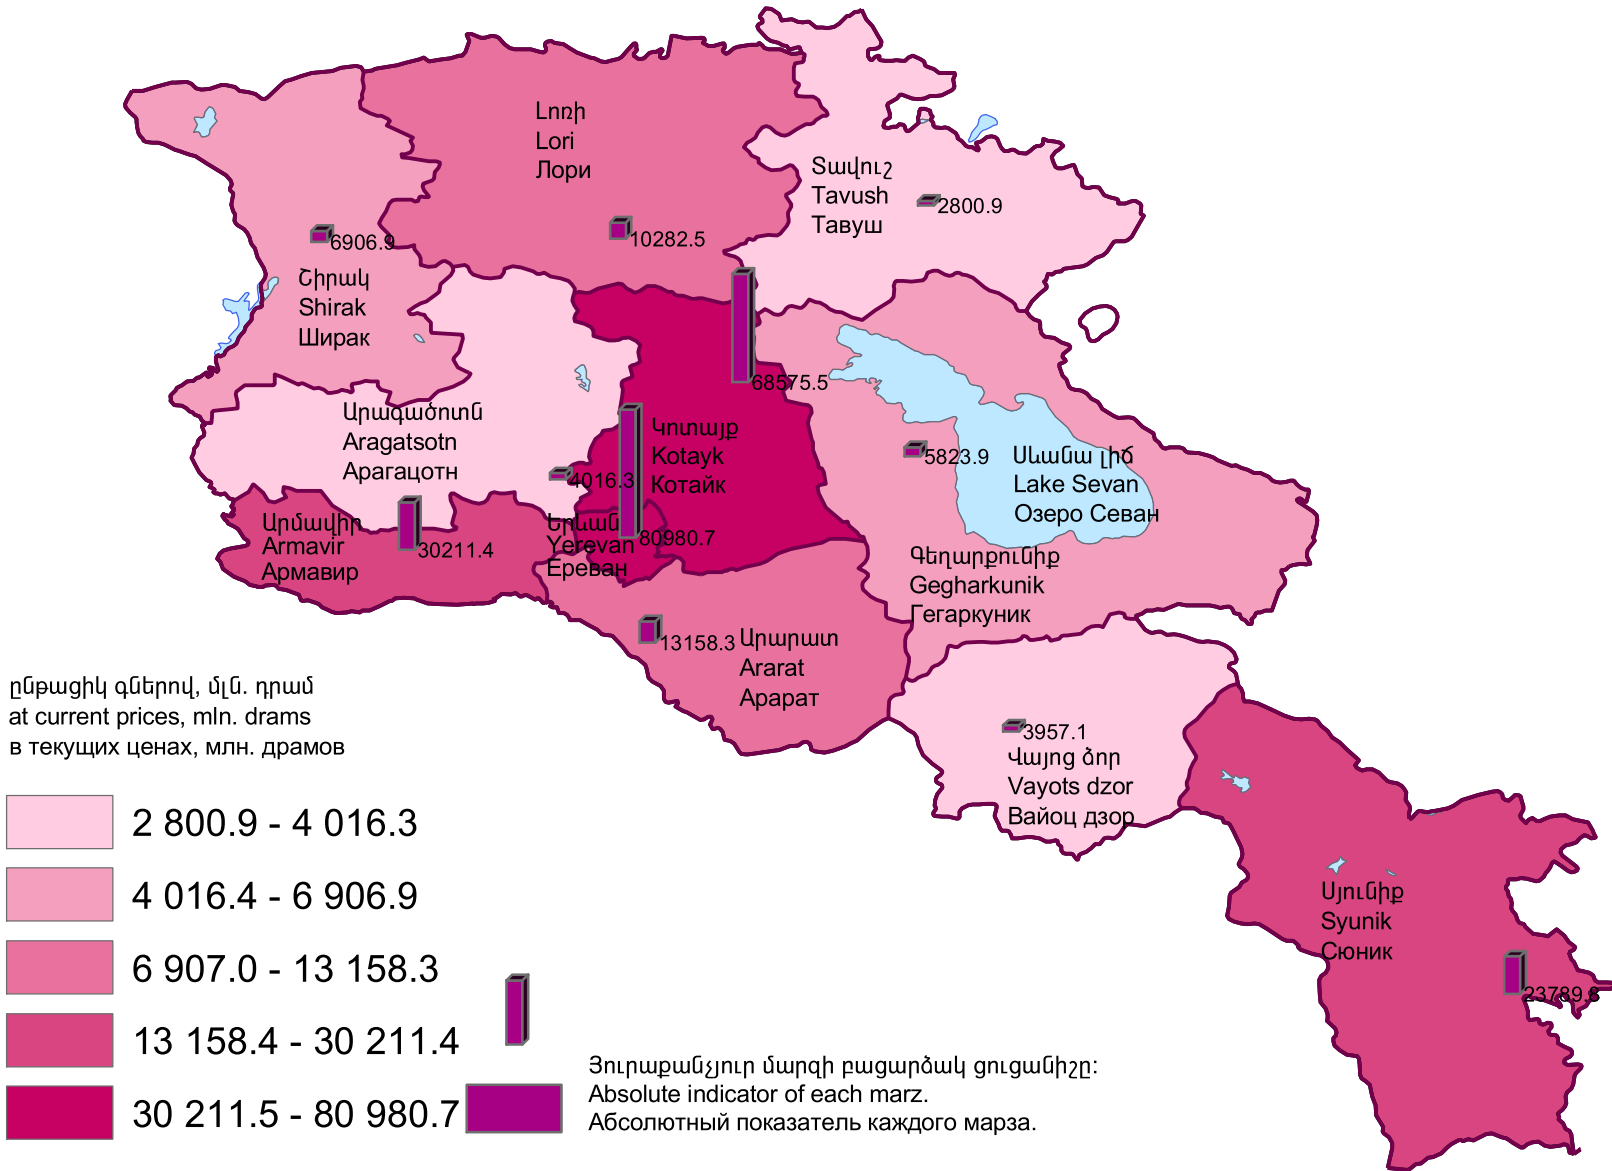 Լոռի
Lori
Лори
Տավուշ
Tavush
Тавуш
2800.9
6906.9
10282.5
Շիրակ
Shirak
Ширак
68575.5
Արագածոտն
Aragatsotn
Арагацотн
Կոտայք
Kotayk
Котайк
5823.9
Սևանա լիճ
Lake Sevan
Озеро Севан
4016.3
Արմավիր
Armavir
Армавир
30211.4
Երևան
Yerevan
Ереван
80980.7
Գեղարքունիք
Gegharkunik
Гегаркуник
13158.3
Արարատ
Ararat
Арарат
3957.1
Վայոց ձոր
Vayots dzor
Вайоц дзор
Սյունիք
Syunik
Сюник
23789.8
ընթացիկ գներով, մլն. դրամ
at current prices, mln. drams
в текущих ценах, млн. драмов
2 800.9 - 4 016.3
4 016.4 - 6 906.9
6 907.0 - 13 158.3
13 158.4 - 30 211.4
30 211.5 - 80 980.7
Յուրաքանչյուր մարզի բացարձակ ցուցանիշը:
Absolute indicator of each marz.
Абсолютный показатель каждого марза.